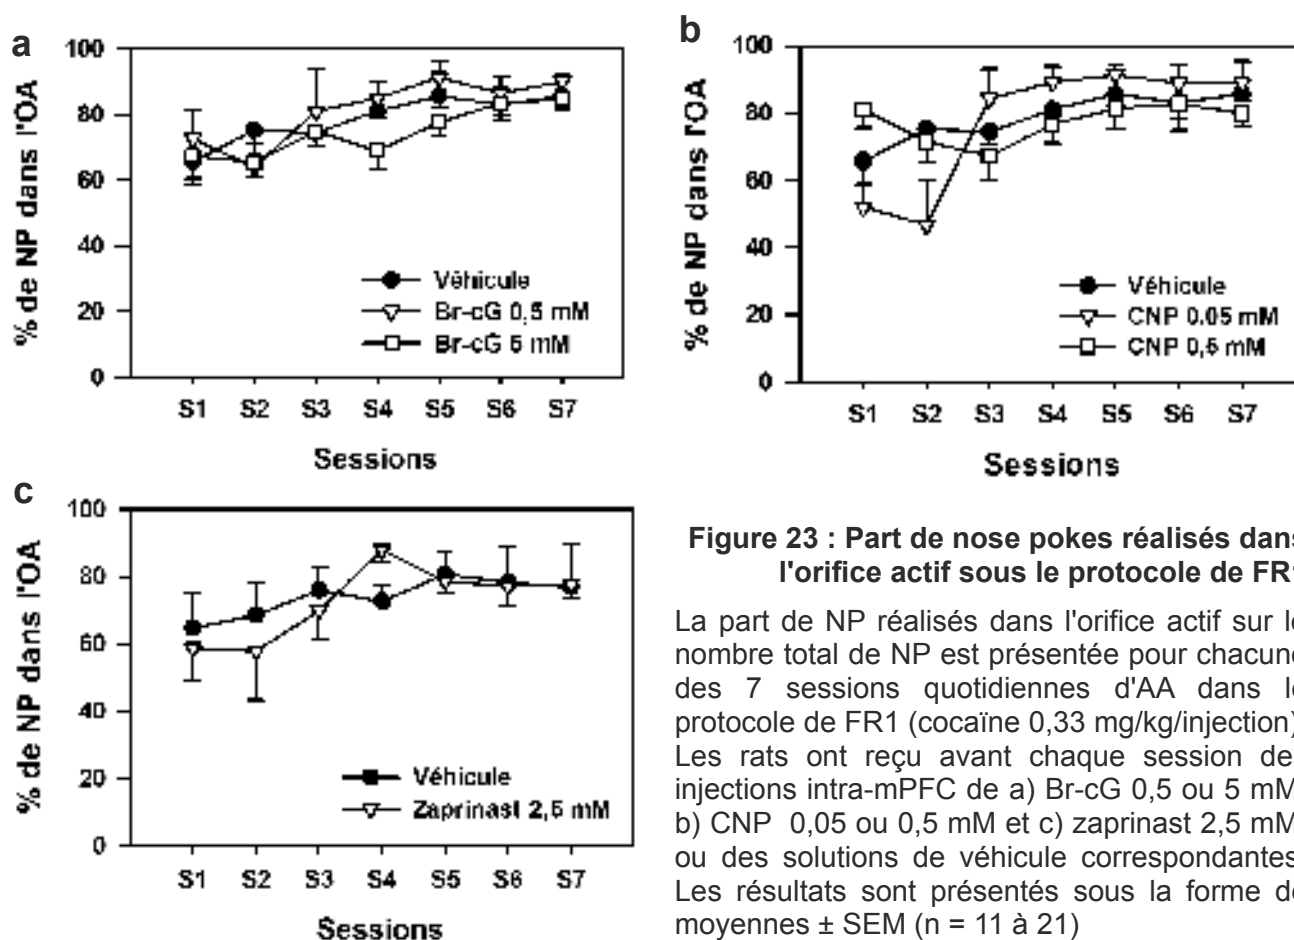 a
100
80
60
40
20
0
% de NP dans l'OA
Véhicule
Br-cG 0,5 mM
Br-cG 5 mM
S1 S2 S3 S4 S5 S6 S7
Sessions
b
100
80
60
40
20
0
% de NP dans l'OA
Véhicule
CNP 0.05 mM
CNP 0,5 mM
S1 S2 S3 S4 S5 S6 S7
Sessions
c
100
80
60
40
20
0
% de NP dans l'OA
Véhicule
Zaprinast 2,5 mM
S1 S2 S3 S4 S5 S6 S7
Sessions
Figure 23 : Part de nose pokes réalisés dans
l'orifice actif sous le protocole de FR1
La part de NP réalisés dans l'orifice actif sur le
nombre total de NP est présentée pour chacune
des 7 sessions quotidiennes d'AA dans le
protocole de FR1 (cocaïne 0,33 mg/kg/injection)
Les rats ont reçu avant chaque session de
injections intra-mPFC de a) Br-cG 0,5 ou 5 mM
b) CNP 0,05 ou 0,5 mM et c) zaprinast 2,5 mM
ou des solutions de véhicule correspondantes
Les résultats sont présentés sous la forme de
moyennes ± SEM (n = 11 à 21)